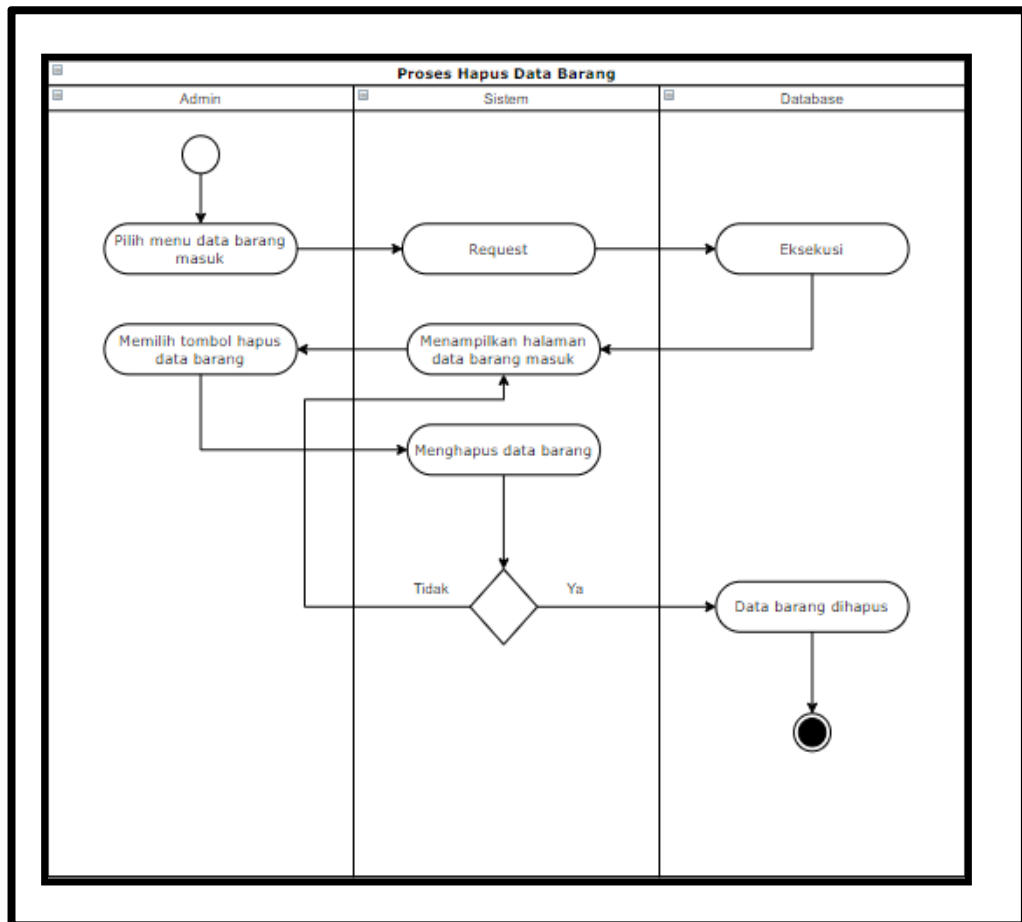 Proses Hapus Data Barang
Admin
Sistem
Database
Pilih menu data barang
masuk
Request
Eksekusi
Memilih tombol hapus
data barang
Menampilkan halaman
data barang masuk
Menghapus data barang
Tidak
Ya
Data barang dihapus